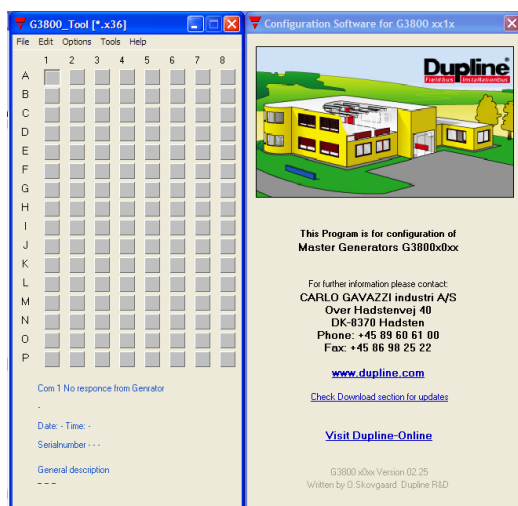 G3800_Tool [*.x36]
File Edit Options Tools Help
1 2 3 4 5 6 7 8
A
B
C
D
E
F
G
H
I
J
K
L
M
N
O
P
Com 1 No responce from Genrator
-
Date: - Time: -
Serialnumber - - -
General description
- - -
Configuration Software for G3800 xx1x
Dupline®
Fieldbus InstallationBus
This Program is for configuration of
Master Generators G3800x0xx
For further information please contact:
CARLO GAVAZZI industri A/S
Over Hadstenvej 40
DK-8370 Hadsten
Phone: +45 89 60 61 00
Fax: +45 86 98 25 22
www.dupline.com
Check Download section for updates
Visit Dupline-Online
G3800 x0xx Version 02.25
Written by O.Skovgaard Dupline R&D